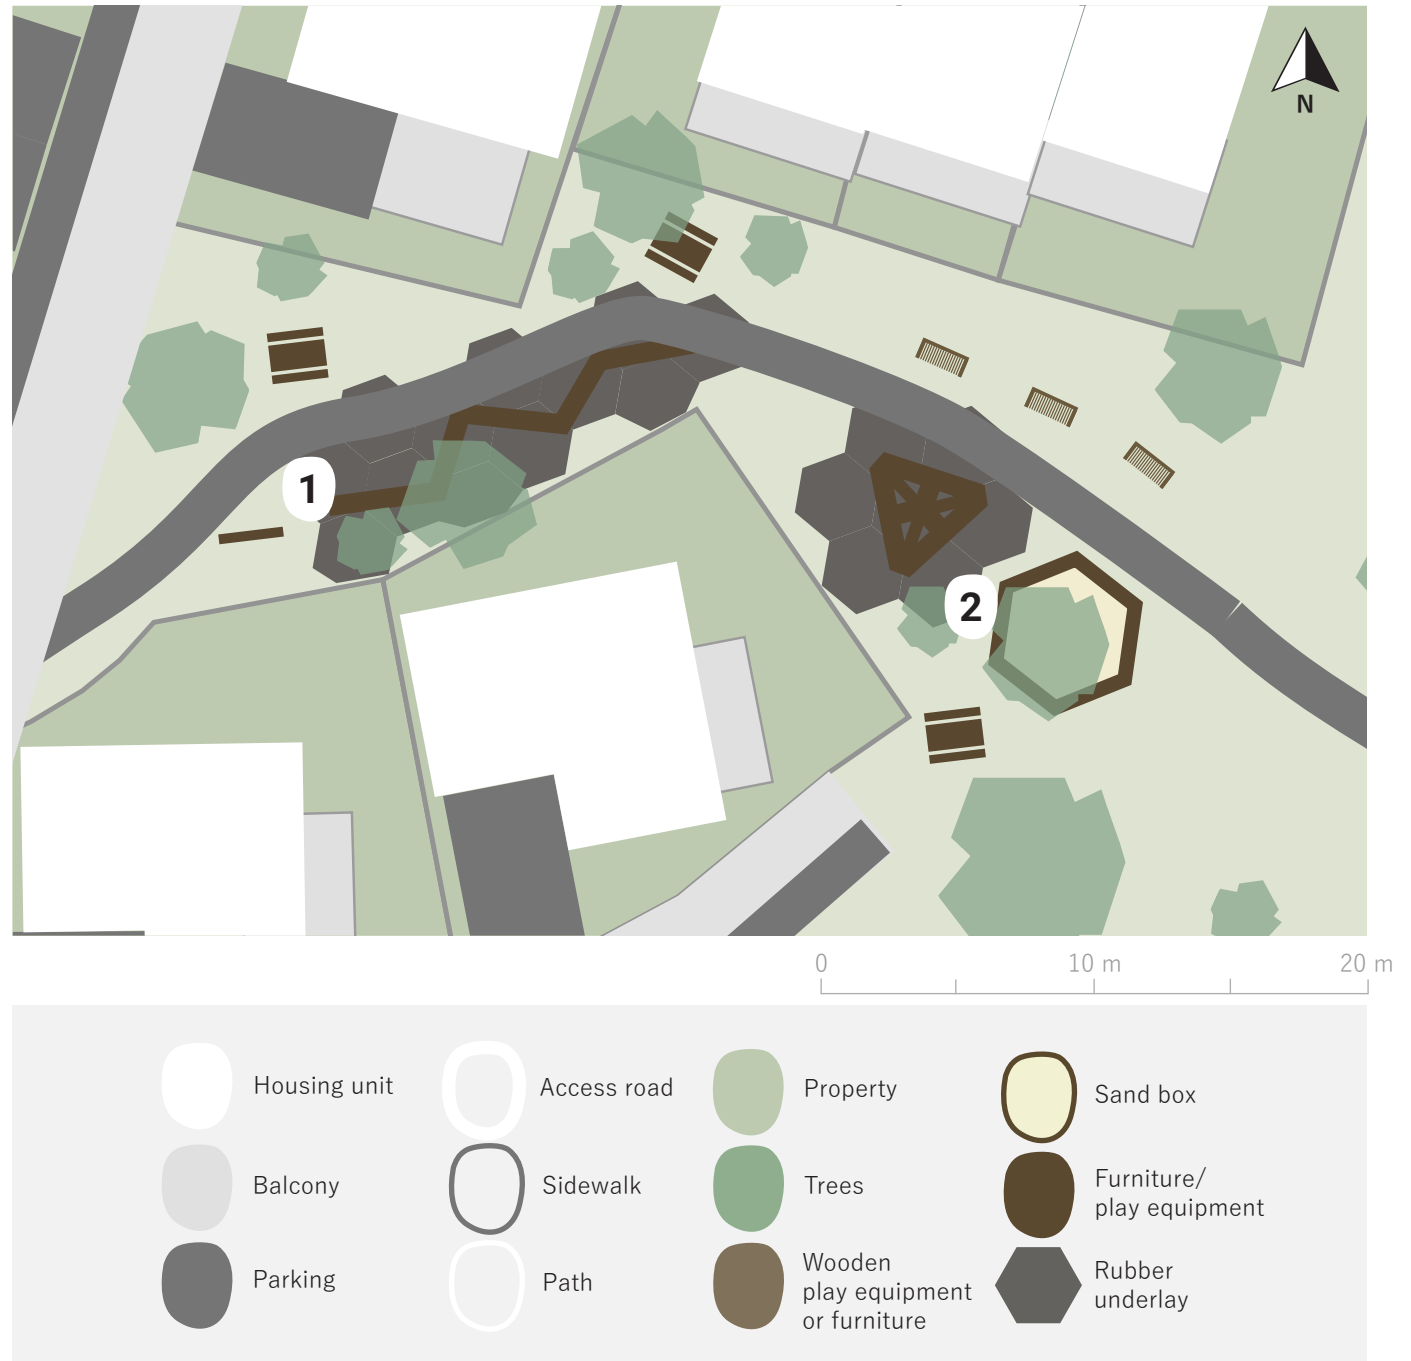 N
1
2
0 10 m 20 m
Housing unit
Access road
Property
Sand box
Balcony
Sidewalk
Trees
Furniture/
play equipment
Parking
Path
Wooden
play equipment
or furniture
Rubber
underlay